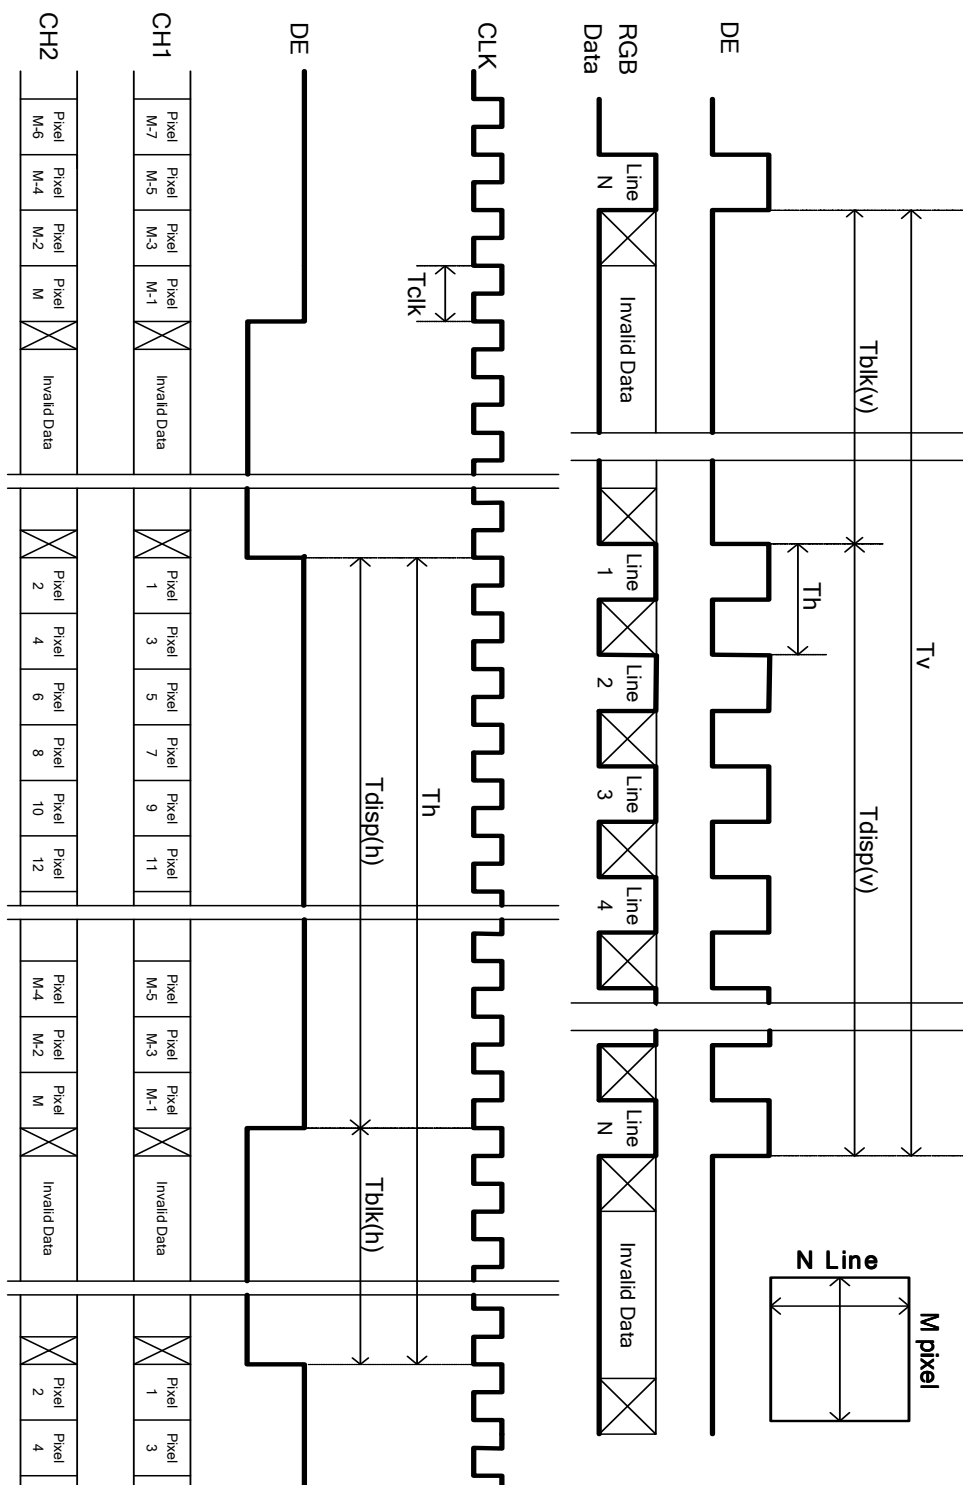 M pixel
N Line
Tv
Tblk(v)
Tdisp(v)
Th
DE
RGB
Data
Line
N
Invalid Data
Line
1
Line
2
Line
3
Line
4
Line
N
Invalid Data
CLK
Tclk
Th
Tdisp(h)
Tblk(h)
DE
CH1
Pixel
M-7
Pixel
M-5
Pixel
M-3
Pixel
M-1
Invalid Data
Pixel
1
Pixel
3
Pixel
5
Pixel
7
Pixel
9
Pixel
11
Pixel
M-5
Pixel
M-3
Pixel
M-1
Invalid Data
Pixel
1
Pixel
3
CH2
Pixel
M-6
Pixel
M-4
Pixel
M-2
Pixel
M
Invalid Data
Pixel
2
Pixel
4
Pixel
6
Pixel
8
Pixel
10
Pixel
12
Pixel
M-4
Pixel
M-2
Pixel
M
Invalid Data
Pixel
2
Pixel
4